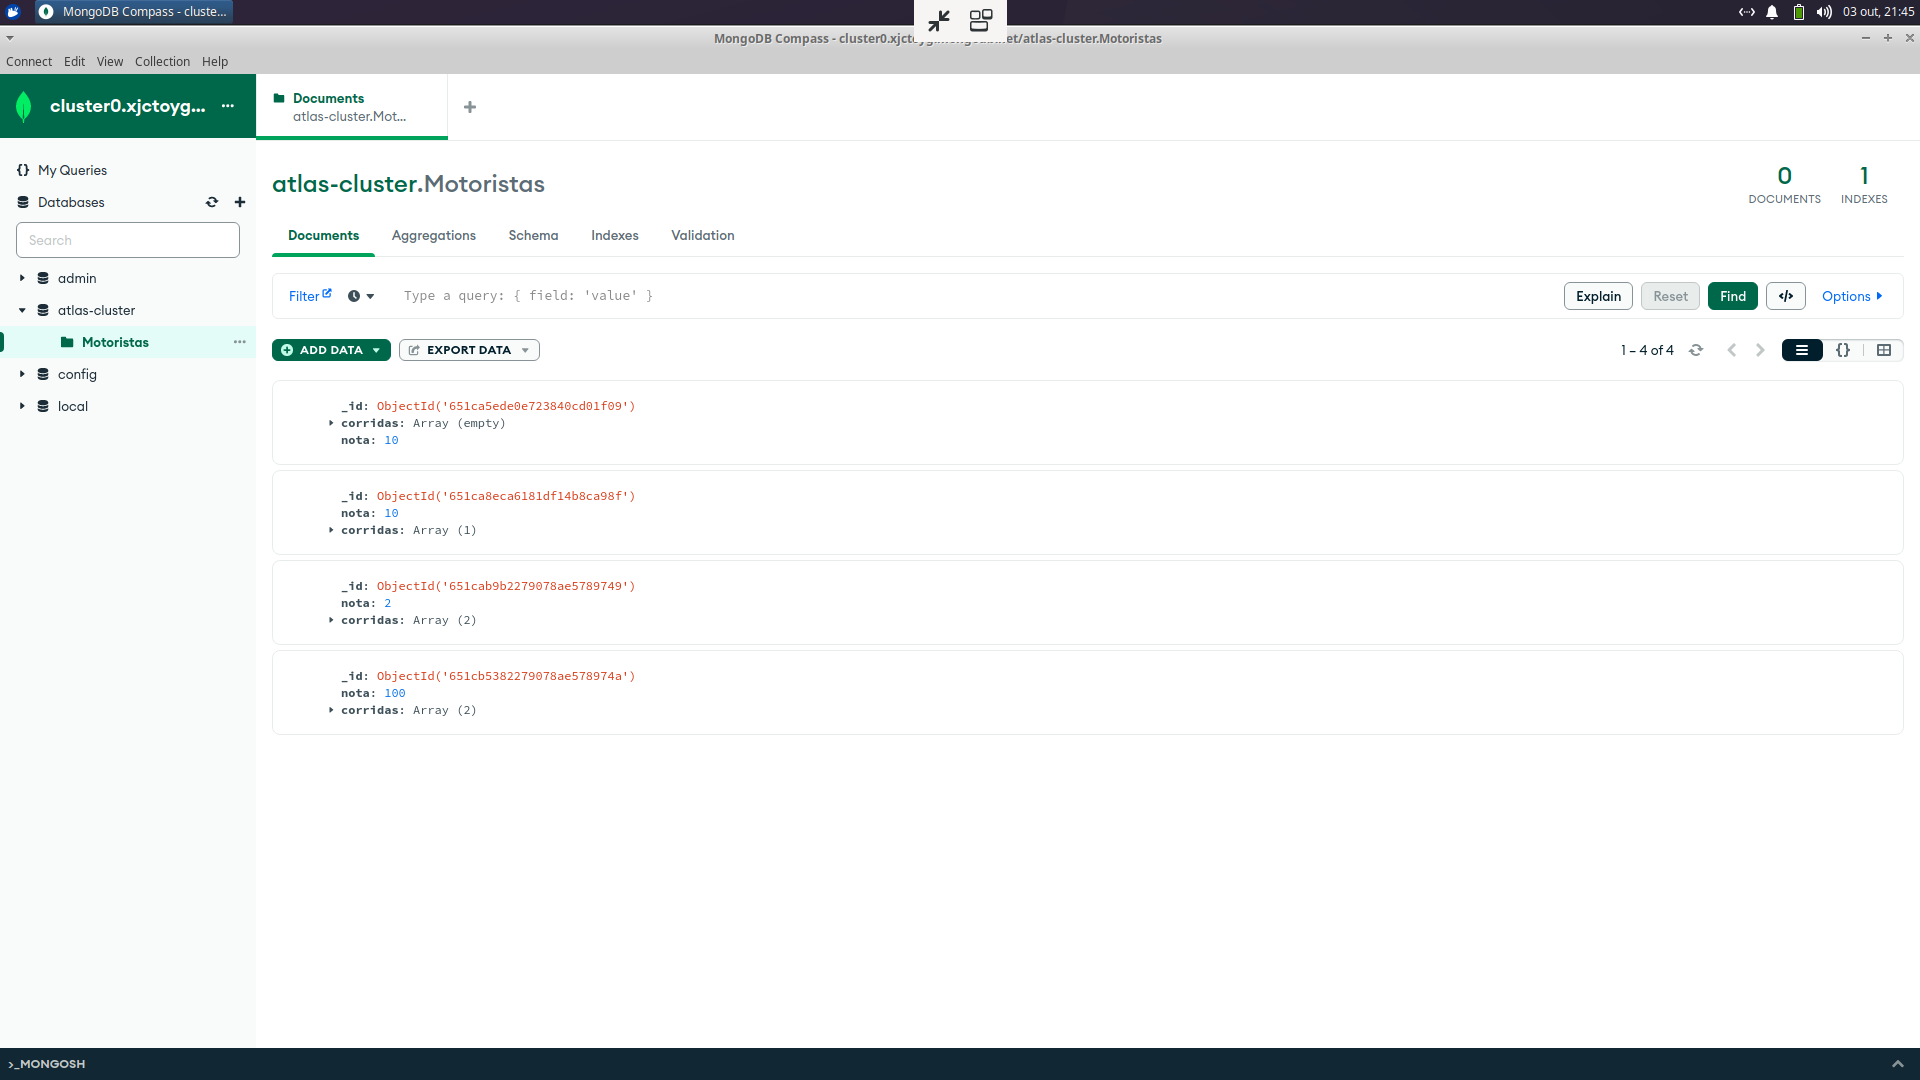 MongoDB Compass - cluste...
03 out, 21:45
MongoDB Compass - cluster0.xjctoyg. et/atlas-cluster.Motoristas
Connect Edit View Collection Help
cluster0.xjctoyg... ...
Documents
atlas-cluster.Mot...
+
{} My Queries
Databases
Search
admin
atlas-cluster
Motoristas ...
config
local
atlas-cluster.Motoristas
0
DOCUMENTS
1
INDEXES
Documents Aggregations Schema Indexes Validation
Filter Type a query: { field: 'value' } Explain Reset Find </> Options
ADD DATA EXPORT DATA 1 – 4 of 4 {}
_id: ObjectId('651ca5ede0e723840cd01f09')
corridas: Array (empty)
nota: 10
_id: ObjectId('651ca8eca6181df14b8ca98f')
nota: 10
corridas: Array (1)
_id: ObjectId('651cab9b2279078ae5789749')
nota: 2
corridas: Array (2)
_id: ObjectId('651cb5382279078ae578974a')
nota: 100
corridas: Array (2)
>_MONGOSH